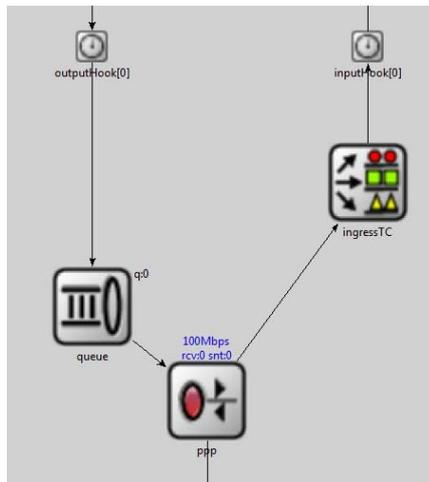 outputHook[0]
inputHook[0]
ingressTC
q:0
queue
100Mbps
rcv:0 snt:0
ppp